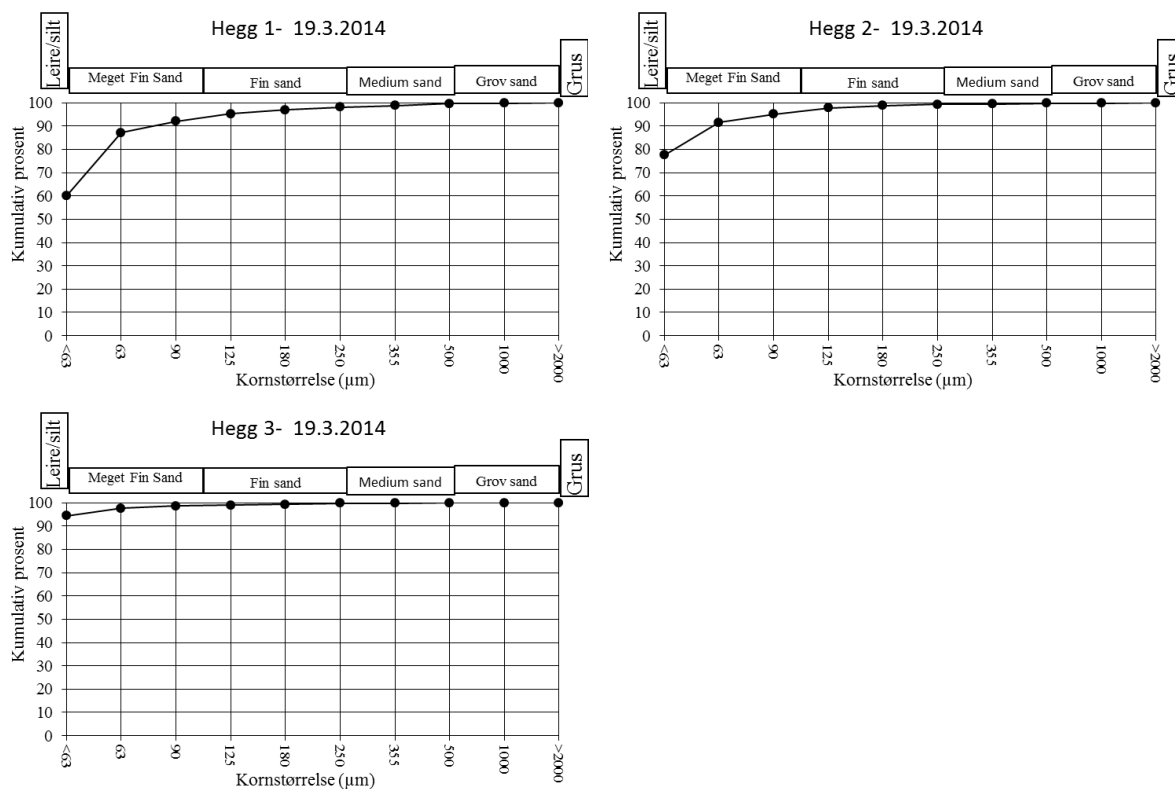 Hegg 1- 19.3.2014
Leire/silt
Meget Fin Sand
Fin sand
Medium sand
Grov sand
Grus
Kumulativ prosent
100
90
80
70
60
50
40
30
20
10
0
<63
63
90
125
180
250
355
500
1000
>2000
Kornstørrelse (µm)
Hegg 2- 19.3.2014
Leire/silt
Meget Fin Sand
Fin sand
Medium sand
Grov sand
Grus
Kumulativ prosent
100
90
80
70
60
50
40
30
20
10
0
<63
63
90
125
180
250
355
500
1000
>2000
Kornstørrelse (µm)
Hegg 3- 19.3.2014
Leire/silt
Meget Fin Sand
Fin sand
Medium sand
Grov sand
Grus
Kumulativ prosent
100
90
80
70
60
50
40
30
20
10
0
<63
63
90
125
180
250
355
500
1000
>2000
Kornstørrelse (µm)